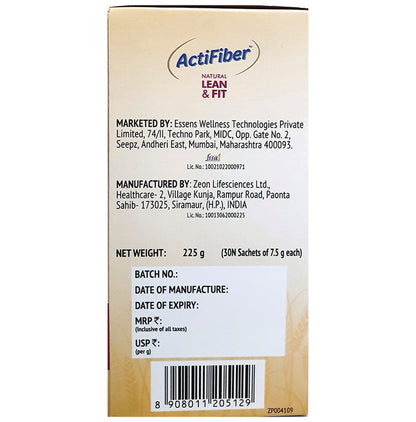 ActiFiber™
NATURAL
LEAN
& FIT
MARKETED BY: Essens Wellness Technologies Private
Limited, 74/II, Techno Park, MIDC, Opp. Gate No. 2,
Seepz, Andheri East, Mumbai, Maharashtra 400093.
fssai
Lic. No.: 10021022000971
MANUFACTURED BY: Zeon Lifesciences Ltd.,
Healthcare- 2, Village Kunja, Rampur Road, Paonta
Sahib- 173025, Siramaur, (H.P.), INDIA
Lic. No.: 10013062000225
NET WEIGHT: 225 g (30N Sachets of 7.5 g each)
BATCH NO.:
DATE OF MANUFACTURE:
DATE OF EXPIRY:
MRP ₹:
(Inclusive of all taxes)
USP ₹:
(per g)
8 908011 205129
ZP004109